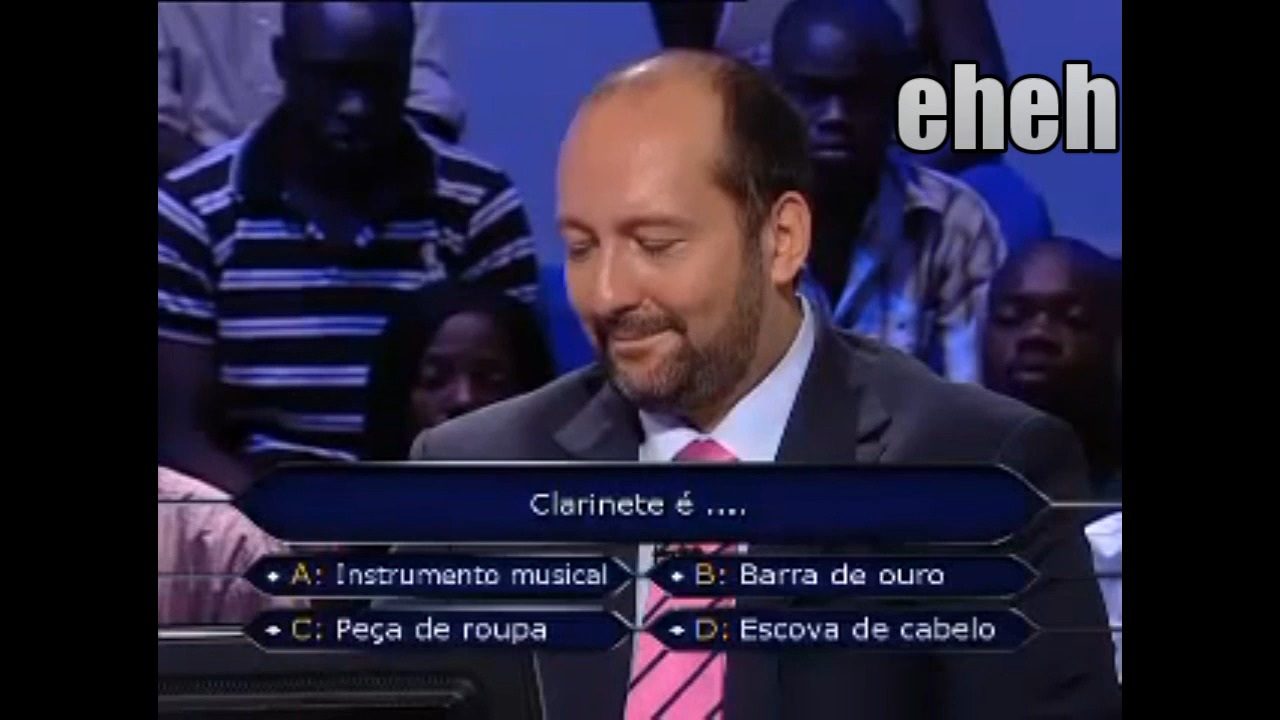 eheh
Clarinete é ....
A: Instrumento musical
B: Barra de ouro
C: Peça de roupa
D: Escova de cabelo